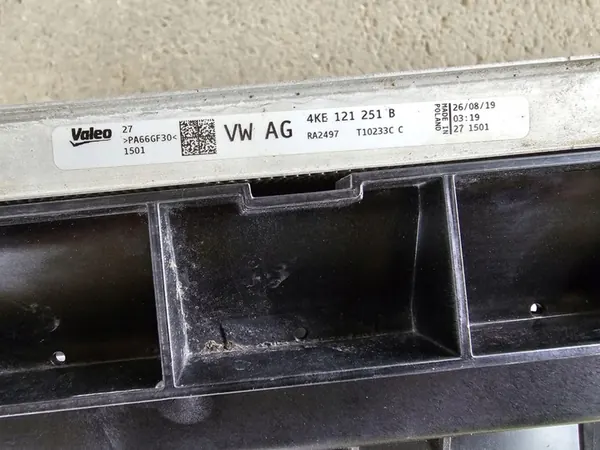 Valeo
27
>PA66GF30<
1501
VW AG
4KE 121 251 B
RA2497 T10233C C
MADE IN
POLAND
26/08/19
03:19
27 1501